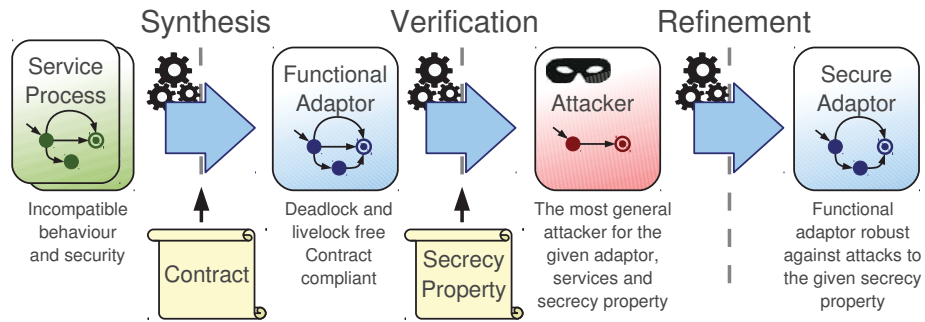 Synthesis
Verification
Refinement
Service
Process
Functional
Adaptor
Attacker
Secure
Adaptor
Incompatible
behaviour
and security
Contract
Deadlock and
livelock free
Contract
compliant
Secrecy
Property
The most general
attacker for the
given adaptor,
services and
secrecy property
Functional
adaptor robust
against attacks to
the given secrecy
property